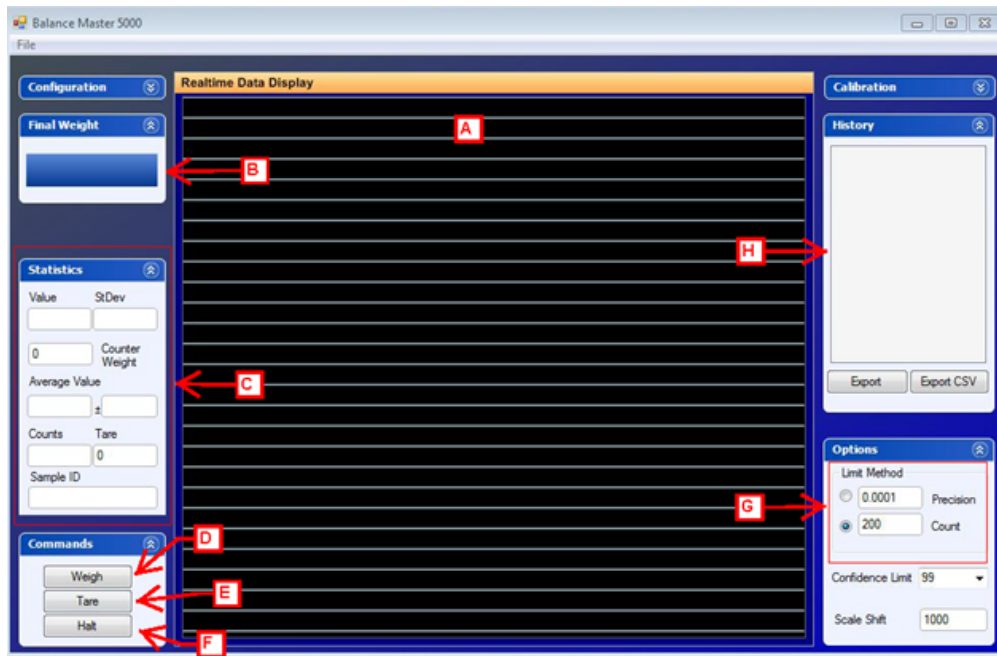 Balance Master 5000
File
Configuration
Final Weight
B
Statistics
Value StDev
0 Counter Weight
Average Value
±
Counts Tare
0
Sample ID
C
Commands
Weigh
Tare
Halt
D
E
F
Realtime Data Display
A
Calibration
History
H
Export Export CSV
Options
Limit Method
0.0001 Precision
200 Count
G
Confidence Limit 99
Scale Shift 1000